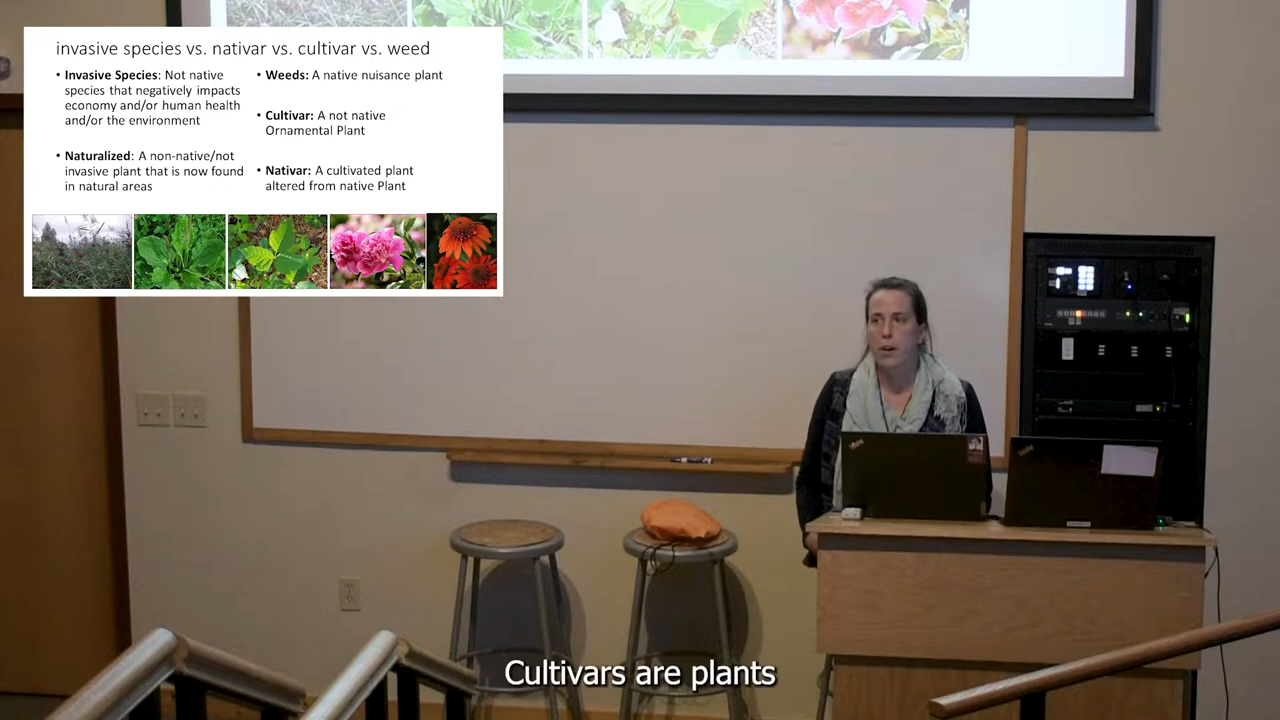 invasive species vs. nativar vs. cultivar vs. weed
• Invasive Species: Not native
species that negatively impacts
economy and/or human health
and/or the environment
• Naturalized: A non-native/not
invasive plant that is now found
in natural areas
• Weeds: A native nuisance plant
• Cultivar: A not native
Ornamental Plant
• Nativar: A cultivated plant
altered from native Plant
Cultivars are plants